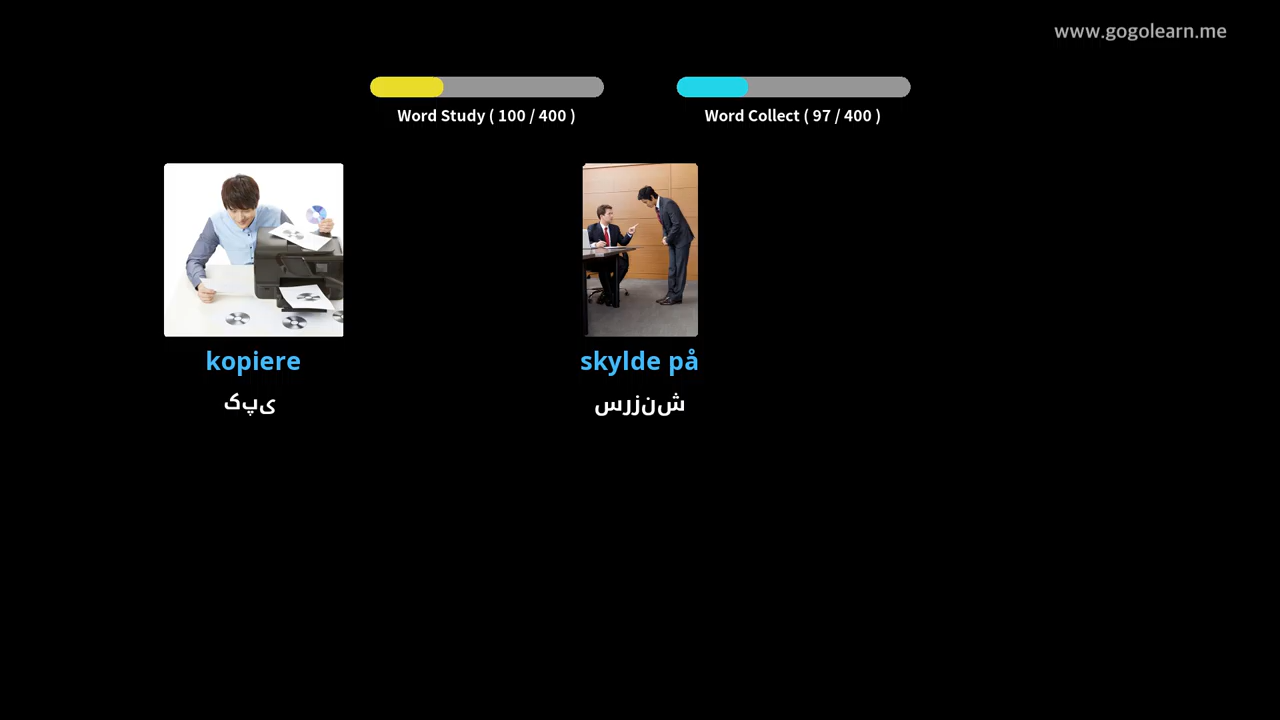 www.gogolearn.me
Word Study ( 100 / 400 )
Word Collect ( 97 / 400 )
kopiere
کپی
skylde på
سرزنش